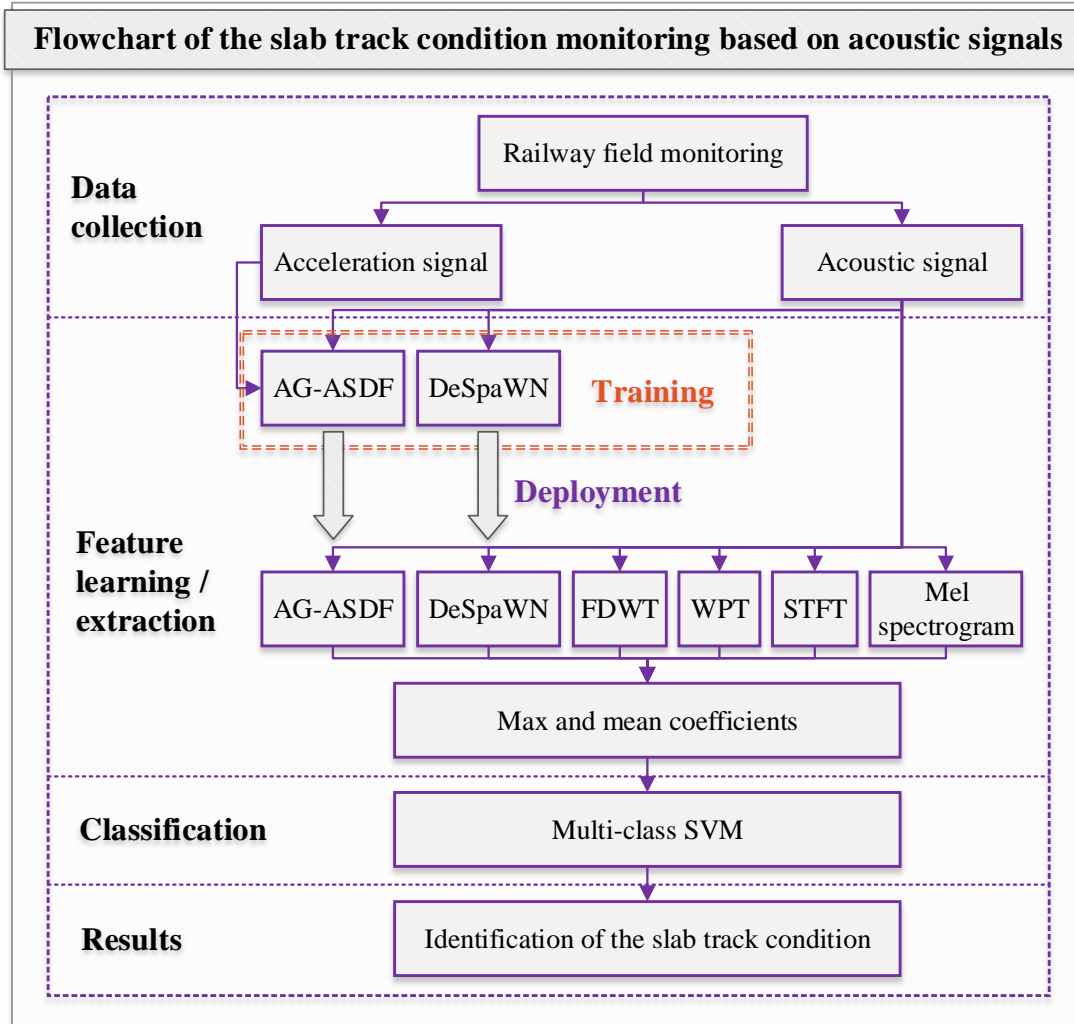 Flowchart of the slab track condition monitoring based on acoustic signals
Railway field monitoring
Data
collection
Acceleration signal
Acoustic signal
AG-ASDF
DeSpaWN
Training
Deployment
Feature
learning /
extraction
AG-ASDF
DeSpaWN
FDWT
WPT
STFT
Mel
spectrogram
Max and mean coefficients
Classification
Multi-class SVM
Results
Identification of the slab track condition